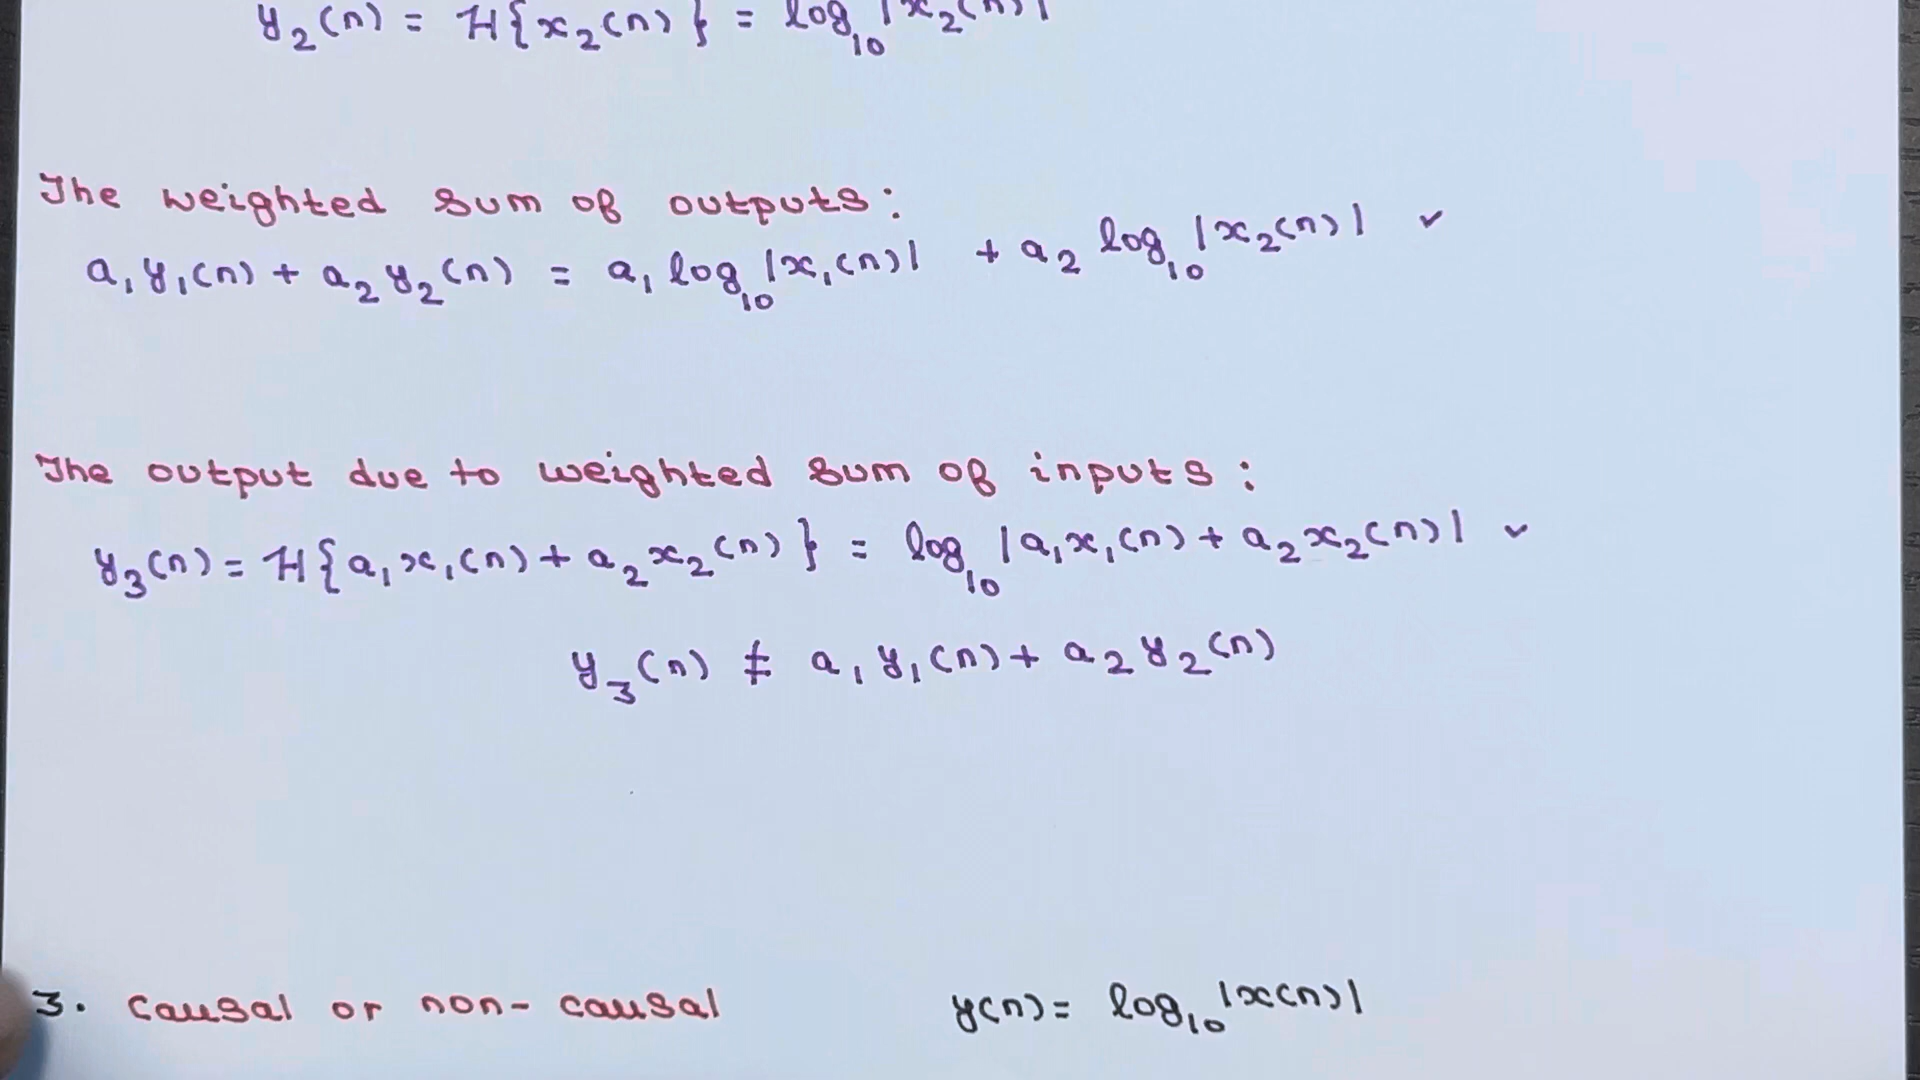 y₂(n) = H{x₂(n)} = log₁₀|x₂(n)|
The weighted sum of outputs:
a₁y₁(n) + a₂y₂(n) = a₁ log₁₀|x₁(n)| + a₂ log₁₀|x₂(n)| ✓
The output due to weighted sum of inputs:
y₃(n) = H{a₁x₁(n) + a₂x₂(n)} = log₁₀|a₁x₁(n) + a₂x₂(n)| ✓
y₃(n) ≠ a₁y₁(n) + a₂y₂(n)
3. causal or non-causal y(n) = log₁₀|x(n)|